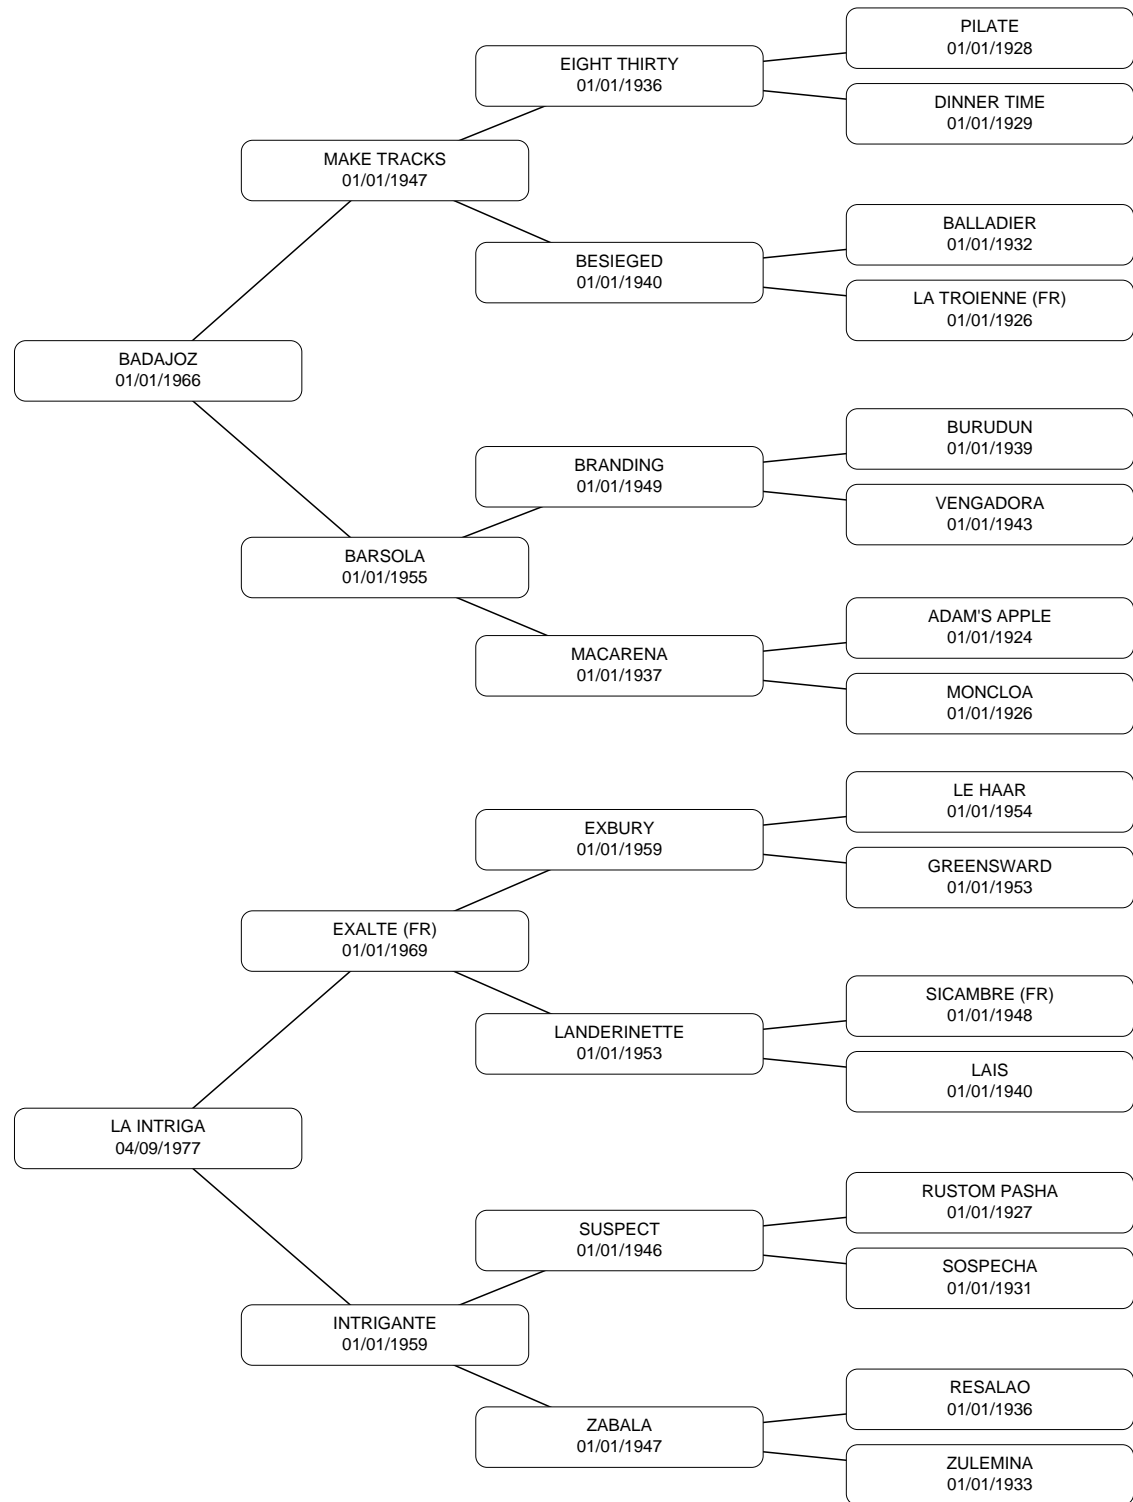 PILATE
01/01/1928
EIGHT THIRTY
01/01/1936
DINNER TIME
01/01/1929
MAKE TRACKS
01/01/1947
BALLADIER
01/01/1932
BESIEGED
01/01/1940
LA TROIENNE (FR)
01/01/1926
BADAJOZ
01/01/1966
BURUDUN
01/01/1939
BRANDING
01/01/1949
VENGADORA
01/01/1943
BARSOLA
01/01/1955
ADAM'S APPLE
01/01/1924
MACARENA
01/01/1937
MONCLOA
01/01/1926
LE HAAR
01/01/1954
EXBURY
01/01/1959
GREENSWARD
01/01/1953
EXALTE (FR)
01/01/1969
SICAMBRE (FR)
01/01/1948
LANDERINETTE
01/01/1953
LAIS
01/01/1940
LA INTRIGA
04/09/1977
RUSTOM PASHA
01/01/1927
SUSPECT
01/01/1946
SOSPECHA
01/01/1931
INTRIGANTE
01/01/1959
RESALAO
01/01/1936
ZABALA
01/01/1947
ZULEMINA
01/01/1933